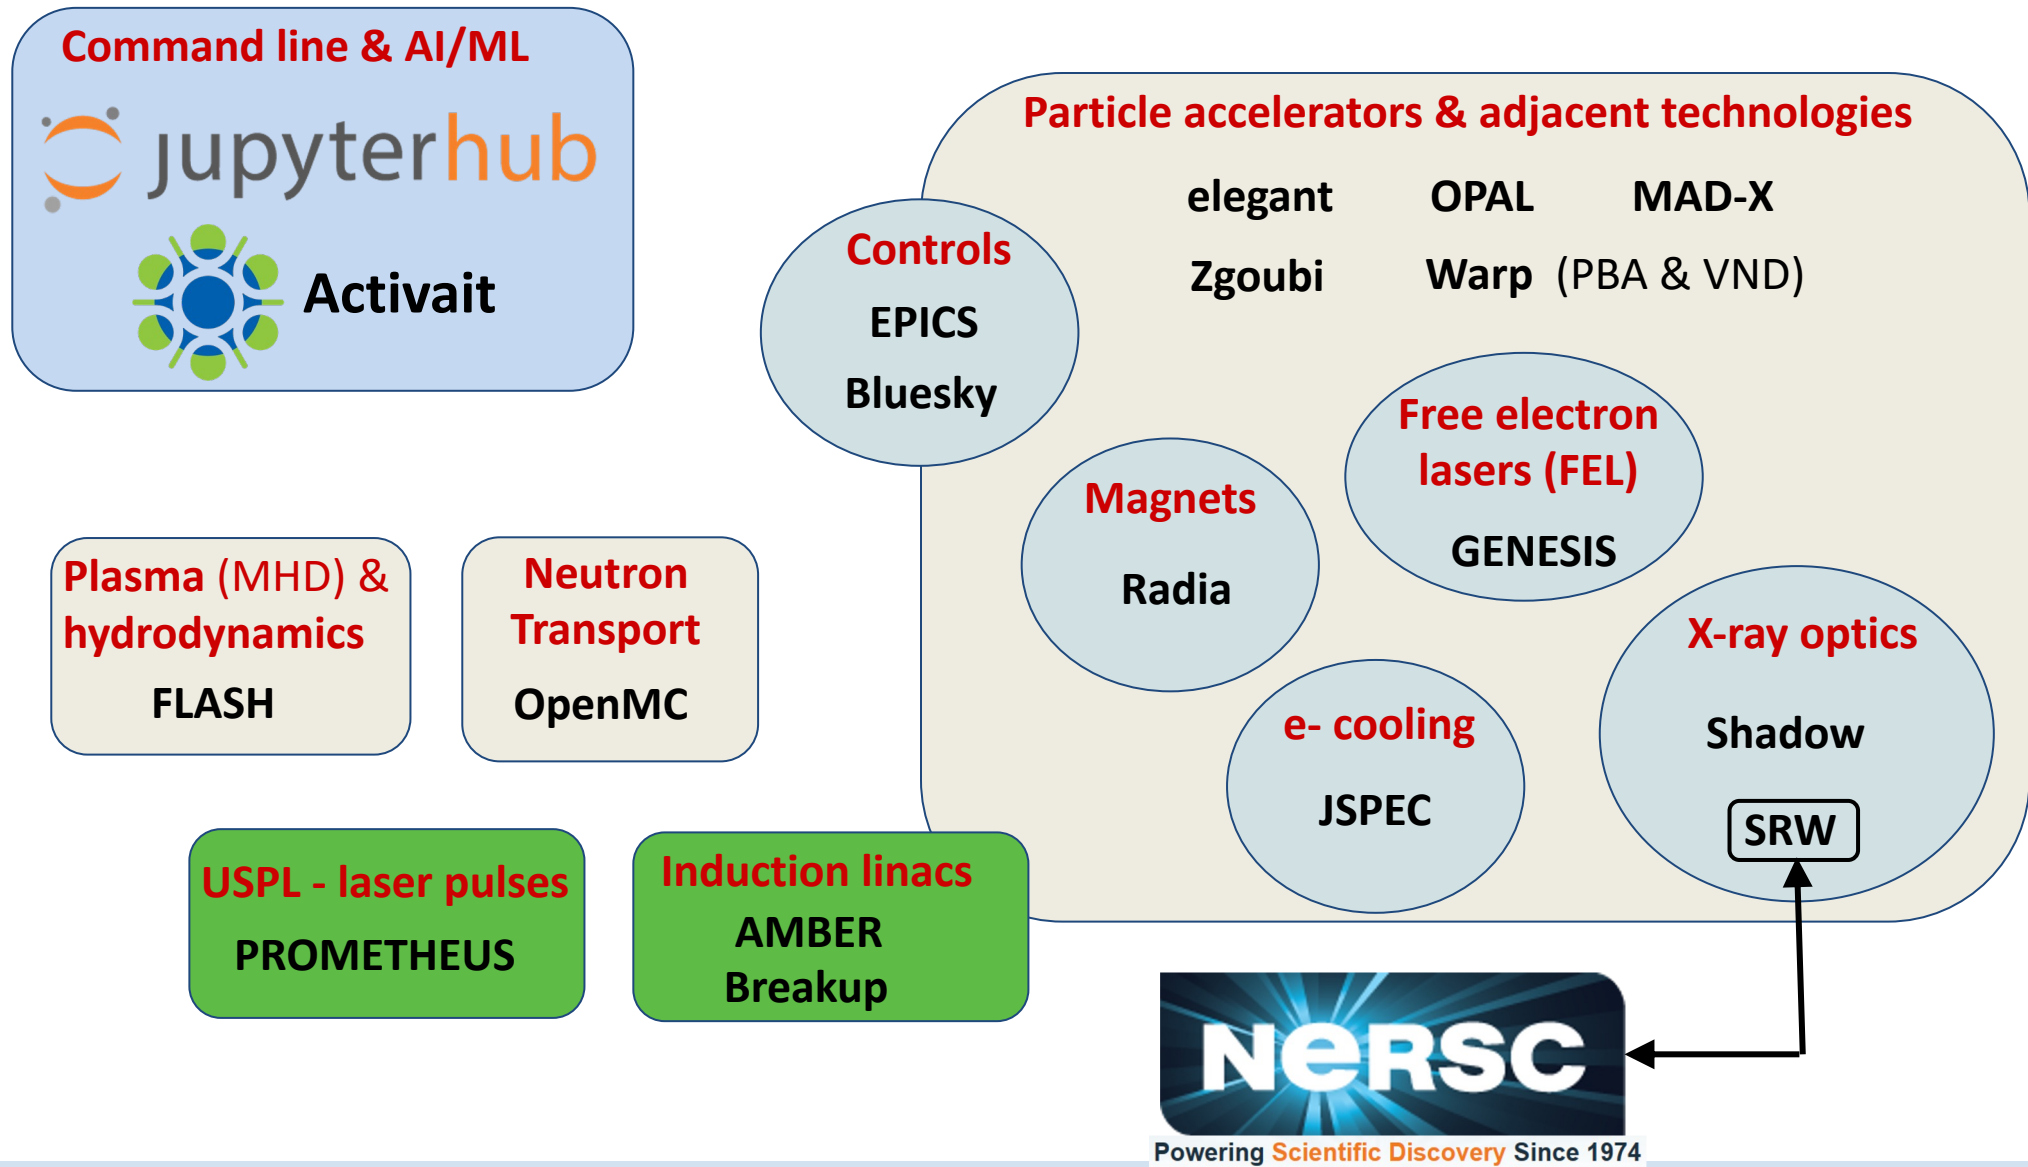 Command line & AI/ML
jupyterhub
Activait
Particle accelerators & adjacent technologies
elegant OPAL MAD-X
Zgoubi Warp (PBA & VND)
Controls
EPICS
Bluesky
Free electron
lasers (FEL)
GENESIS
Magnets
Radia
X-ray optics
Shadow
SRW
e- cooling
JSPEC
Plasma (MHD) &
hydrodynamics
FLASH
Neutron
Transport
OpenMC
USPL - laser pulses
PROMETHEUS
Induction linacs
AMBER
Breakup
NeRSC
Powering Scientific Discovery Since 1974